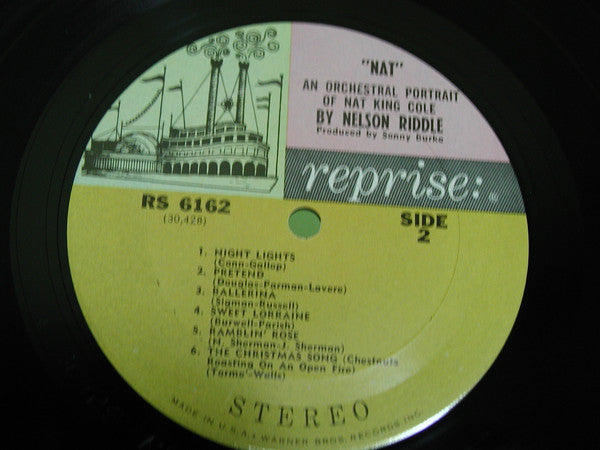 "NAT"
AN ORCHESTRAL PORTRAIT
OF NAT KING COLE
BY NELSON RIDDLE
Produced by Sonny Burke
reprise:
RS 6162
(30,428)
SIDE
2
1. NIGHT LIGHTS
(Conn-Gallop)
2. PRETEND
(Douglas-Parman-Lavere)
3. BALLERINA
(Sigman-Russell)
4. SWEET LORRAINE
(Burwell-Parish)
5. RAMBLIN' ROSE
(N. Sherman-J. Sherman)
6. THE CHRISTMAS SONG (Chestnuts
Roasting On An Open Fire)
(Torme'-Wells)
STEREO
MADE IN U.S.A. • WARNER BROS. RECORDS INC.